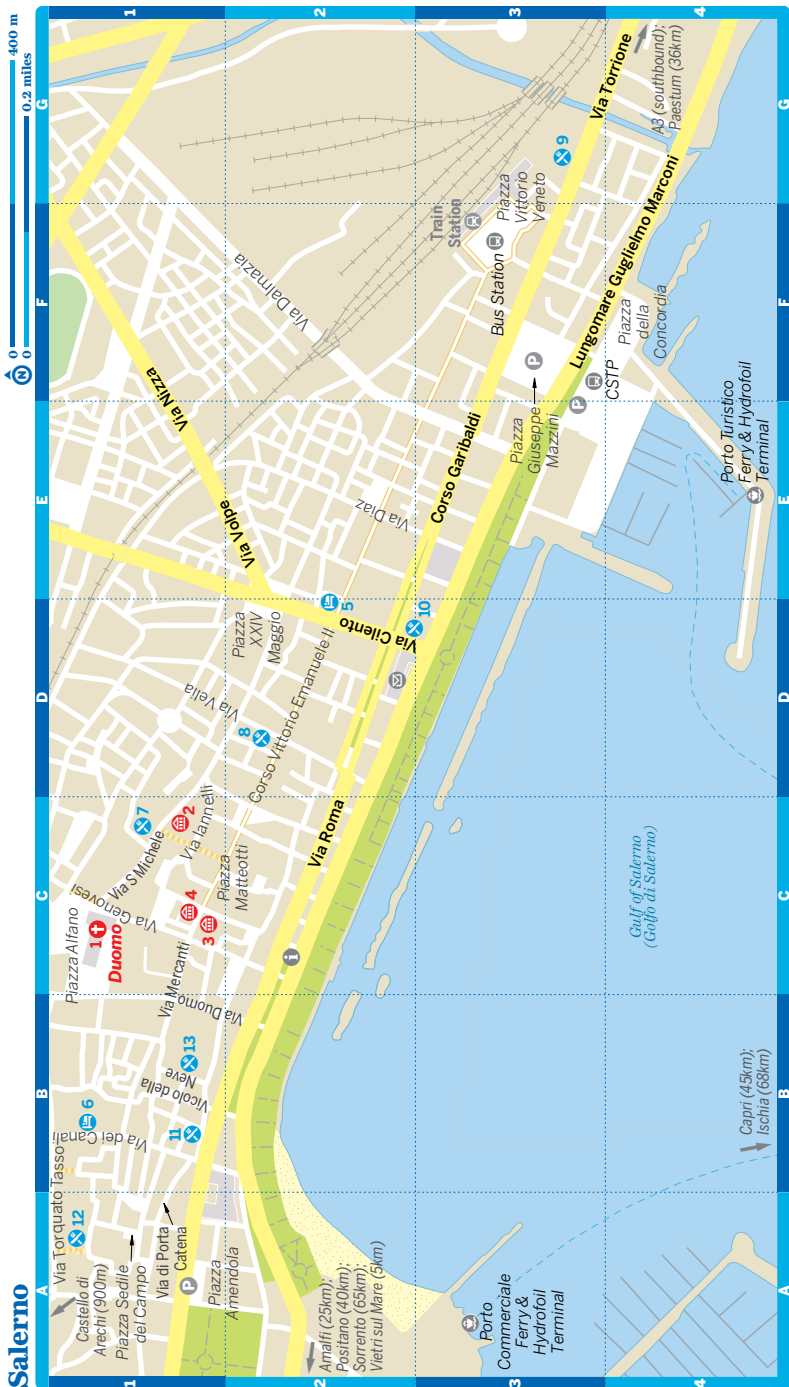 Salerno
N
0
400 m
0
0.2 miles
1
2
3
4
A
B
C
D
E
F
G
Castello di
Arechi (900m)
Via Torquato Tasso
12
Piazza Sedile
del Campo
Via di Porta
Catena
P
Piazza
Amendola
Amalfi (25km);
Positano (40km);
Sorrento (65km);
Vietri sul Mare (5km)
Porto
Commerciale
Ferry &
Hydrofoil
Terminal
6
Via dei Canali
11
Vicolo della
Neve
13
Capri (45km);
Ischia (68km)
Piazza Alfano
1
Duomo
Via Genovesi
Via Mercanti
Via Duomo
3
4
Via S Michele
7
2
Via Iannelli
Piazza
Matteotti
i
Via Roma
Gulf of Salerno
(Golfo di Salerno)
Via Velia
8
Corso Vittorio Emanuele II
Piazza
XXIV
Maggio
Via Cilento
5
10
Via Volpe
Via Nizza
Via Diaz
Corso Garibaldi
Via Dalmazia
Piazza
Giuseppe
Mazzini
P
P
CSTP
Porto Turistico
Ferry & Hydrofoil
Terminal
Train
Station
Bus Station
Piazza
Vittorio
Veneto
9
Via Torrione
Lungomare Guglielmo Marconi
Piazza
della
Concordia
A3 (southbound);
Paestum (36km)
1
2
3
4
A
B
C
D
E
F
G